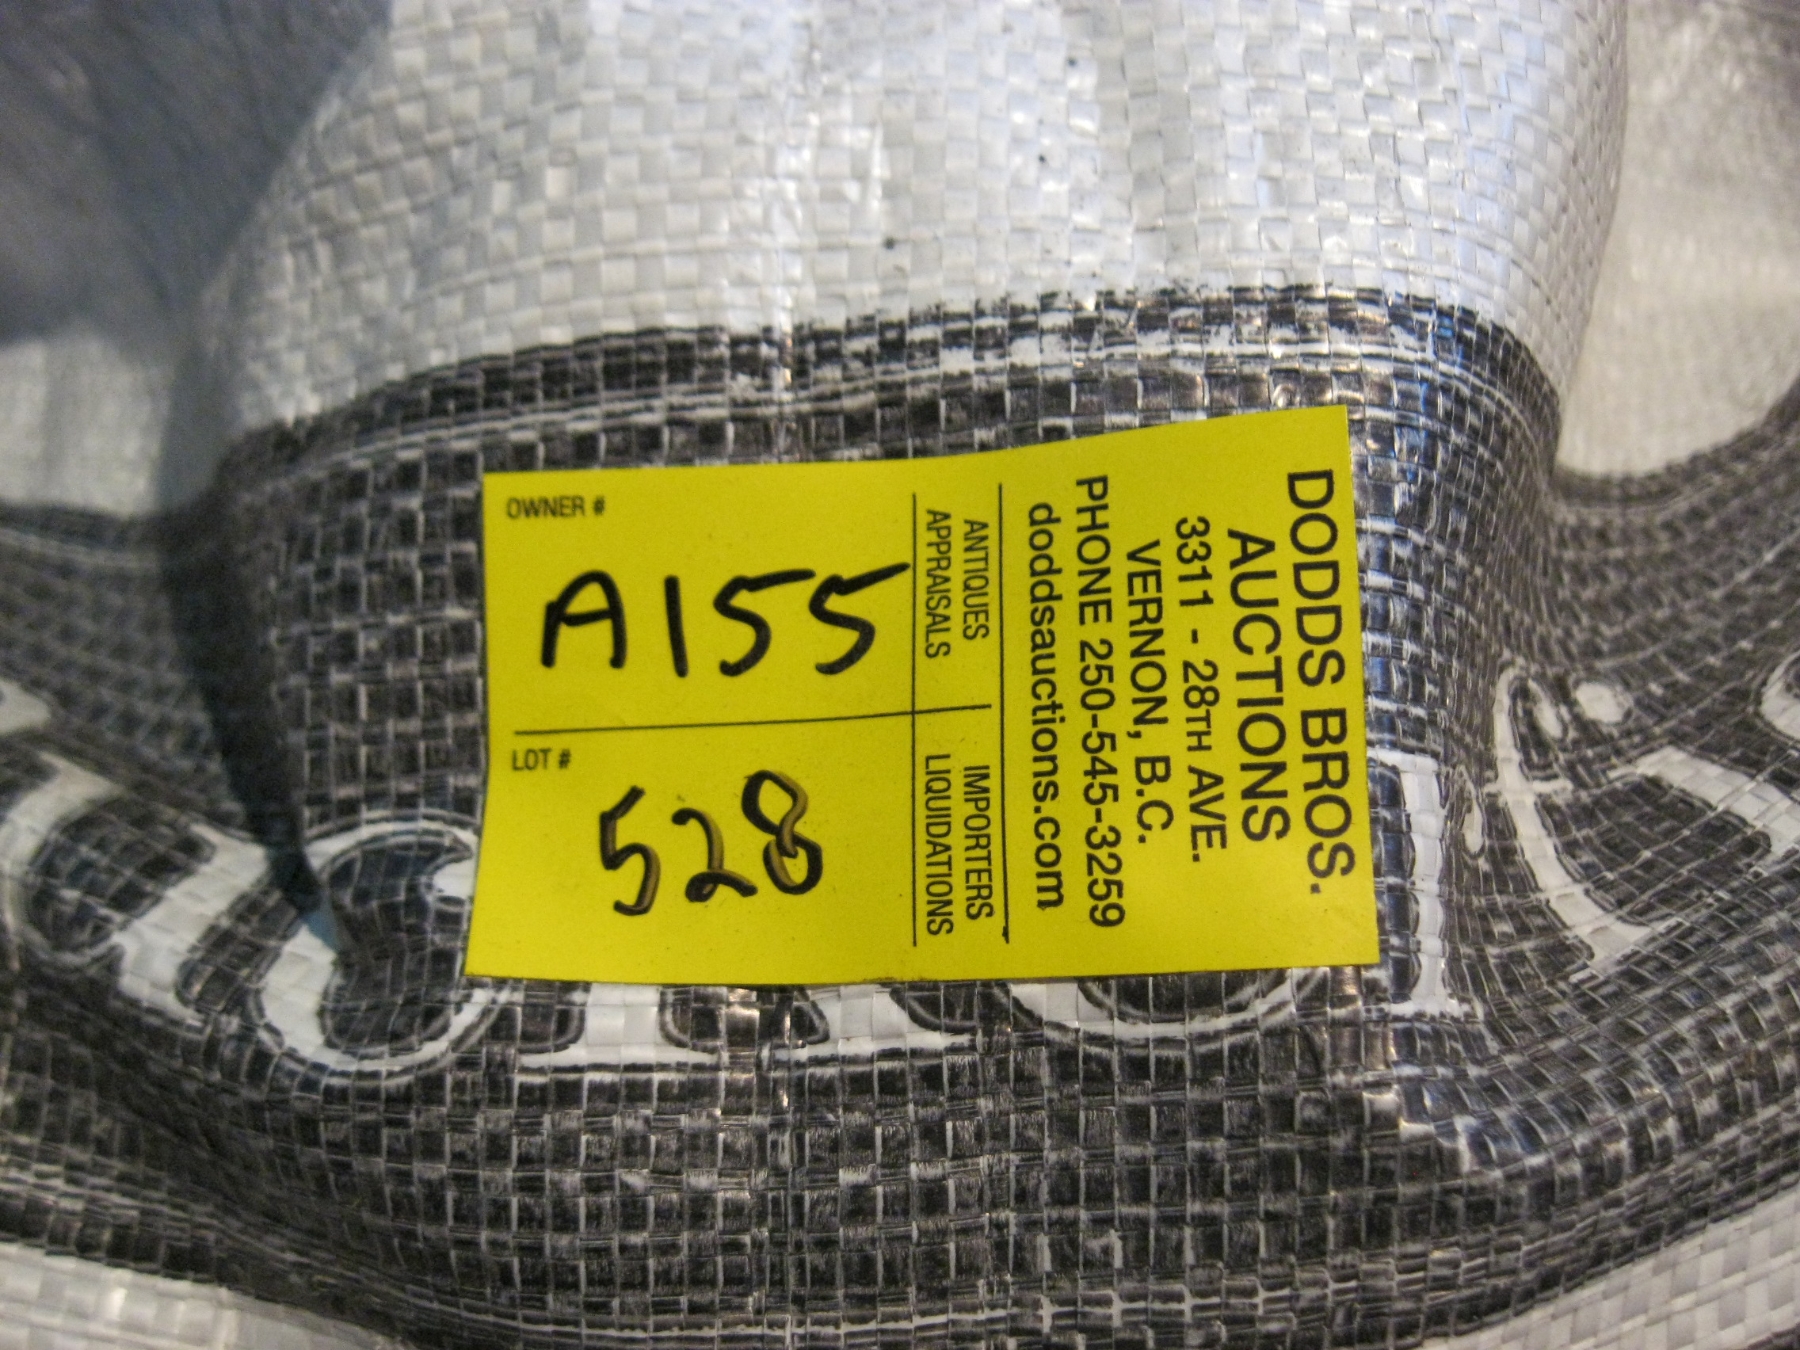 OWNER #
A155
LOT #
528
ANTIQUES
APPRAISALS
IMPORTERS
LIQUIDATIONS
DODDS BROS.
AUCTIONS
3311 - 28TH AVE.
VERNON, B.C.
PHONE 250-545-3259
doddsauctions.com